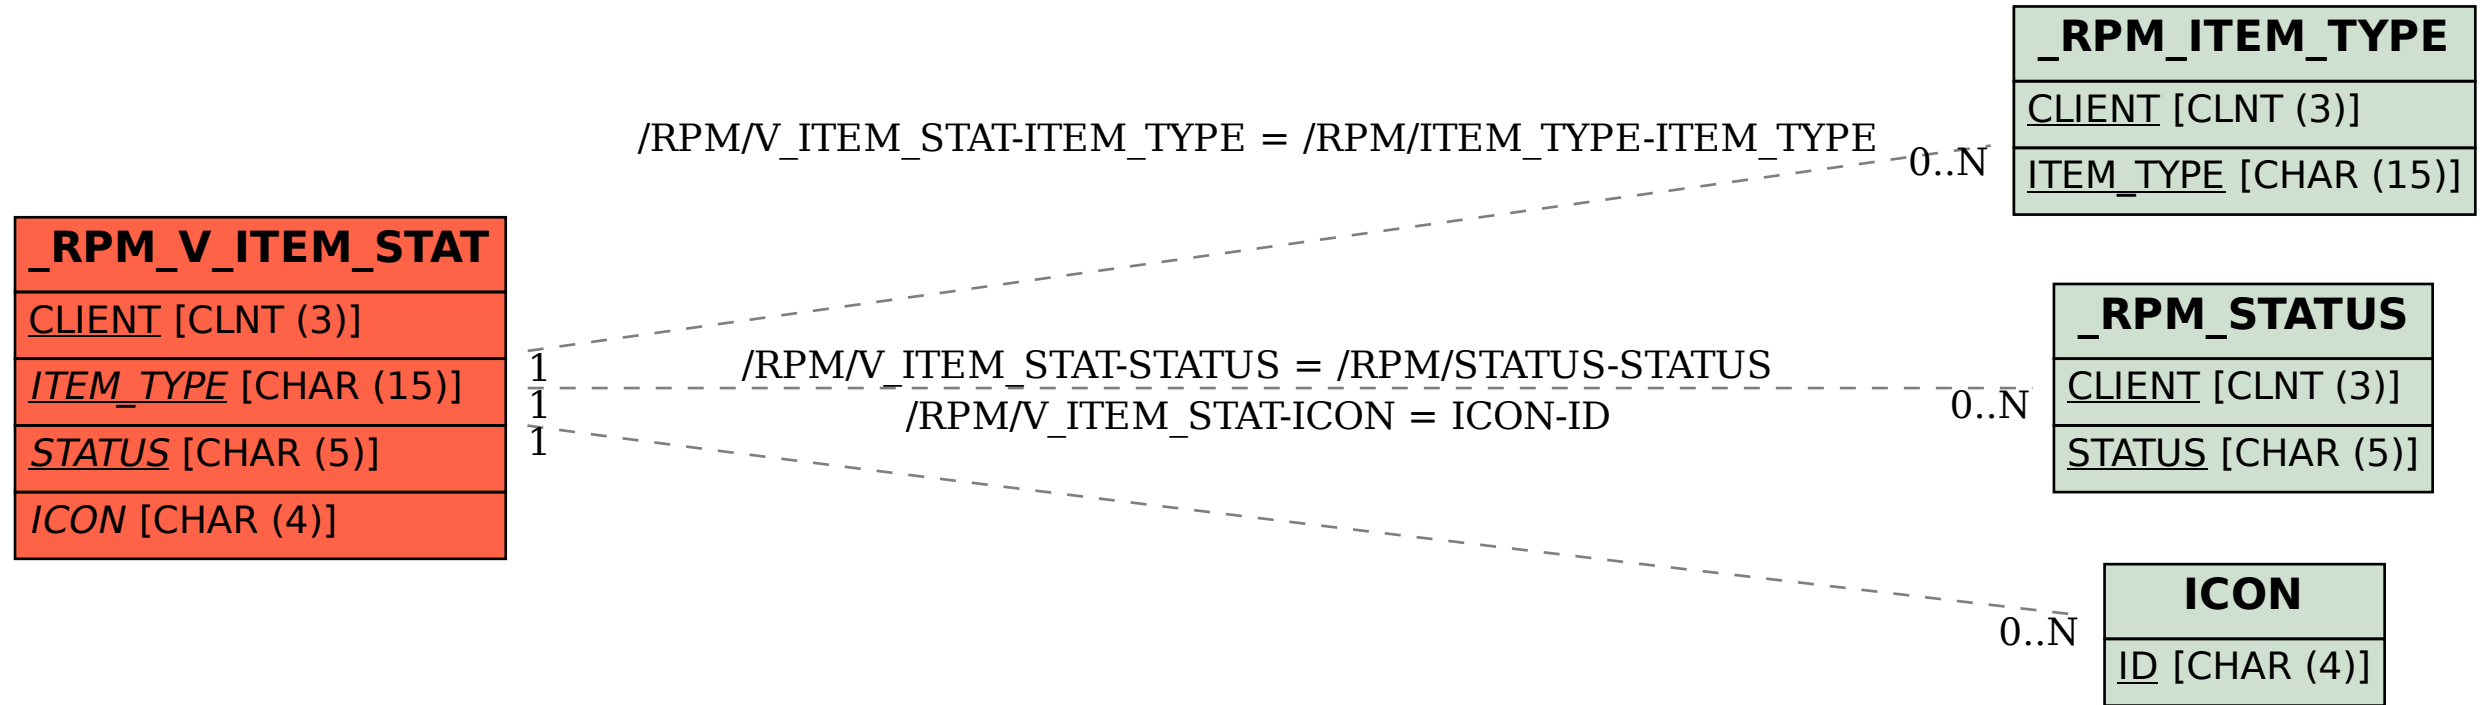 _RPM_V_ITEM_STAT
CLIENT [CLNT (3)]
ITEM_TYPE [CHAR (15)]
STATUS [CHAR (5)]
ICON [CHAR (4)]
/RPM/V_ITEM_STAT-ITEM_TYPE = /RPM/ITEM_TYPE-ITEM_TYPE
0..N
1
/RPM/V_ITEM_STAT-STATUS = /RPM/STATUS-STATUS
0..N
1
/RPM/V_ITEM_STAT-ICON = ICON-ID
0..N
1
_RPM_ITEM_TYPE
CLIENT [CLNT (3)]
ITEM_TYPE [CHAR (15)]
_RPM_STATUS
CLIENT [CLNT (3)]
STATUS [CHAR (5)]
ICON
ID [CHAR (4)]